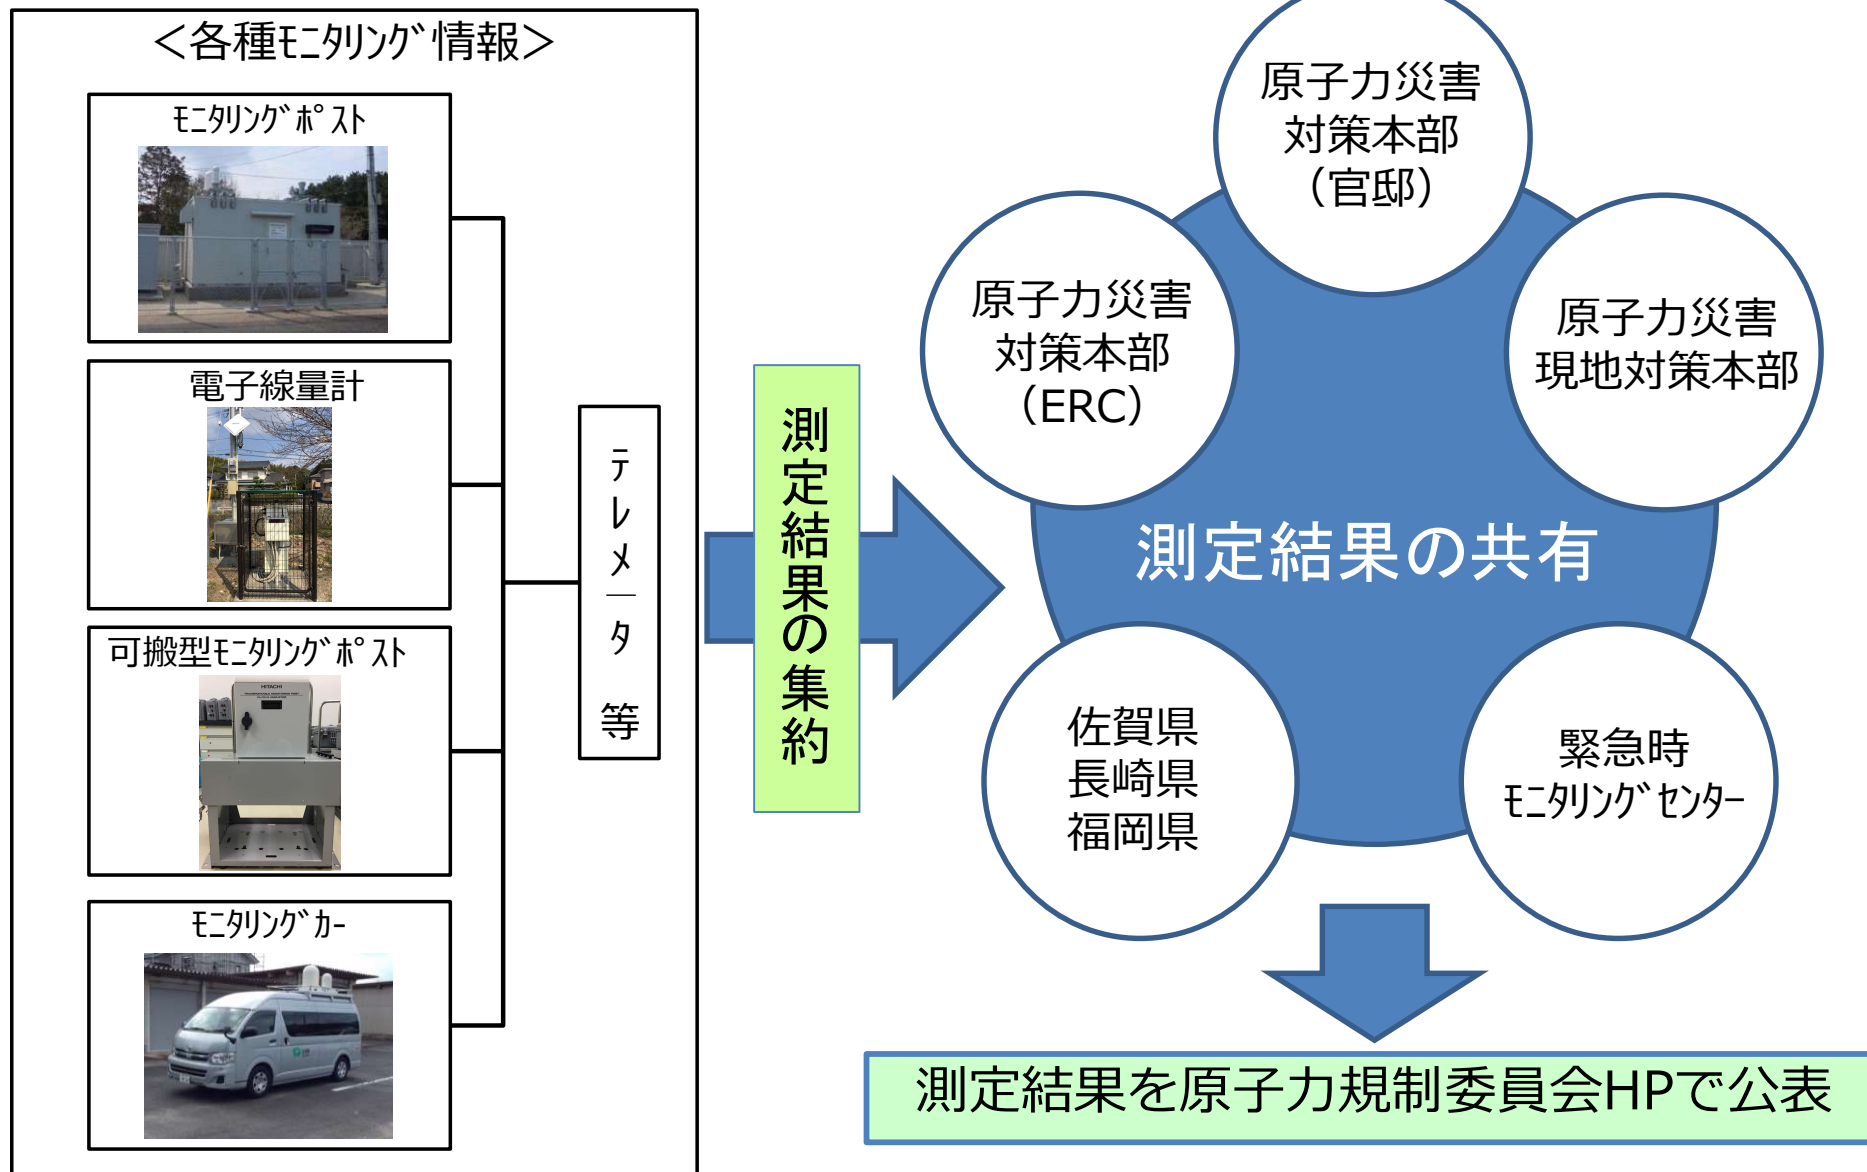 ＜各種ﾓﾆﾀﾘﾝｸﾞ情報＞
ﾓﾆﾀﾘﾝｸﾞﾎﾟｽﾄ
電子線量計
可搬型ﾓﾆﾀﾘﾝｸﾞﾎﾟｽﾄ
HITACHI
ﾓﾆﾀﾘﾝｸﾞｶｰ
テレメータ　等
測定結果の集約
原子力災害
対策本部
（官邸）
原子力災害
対策本部
（ERC）
原子力災害
現地対策本部
測定結果の共有
佐賀県
長崎県
福岡県
緊急時
ﾓﾆﾀﾘﾝｸﾞｾﾝﾀｰ
測定結果を原子力規制委員会HPで公表